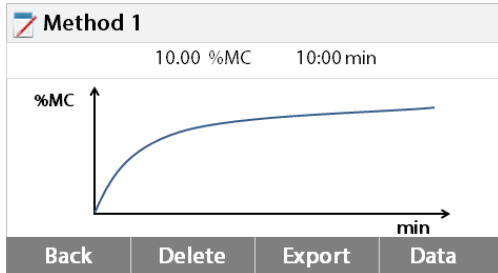 Method 1
10.00 %MC 10:00 min
%MC
min
Back Delete Export Data